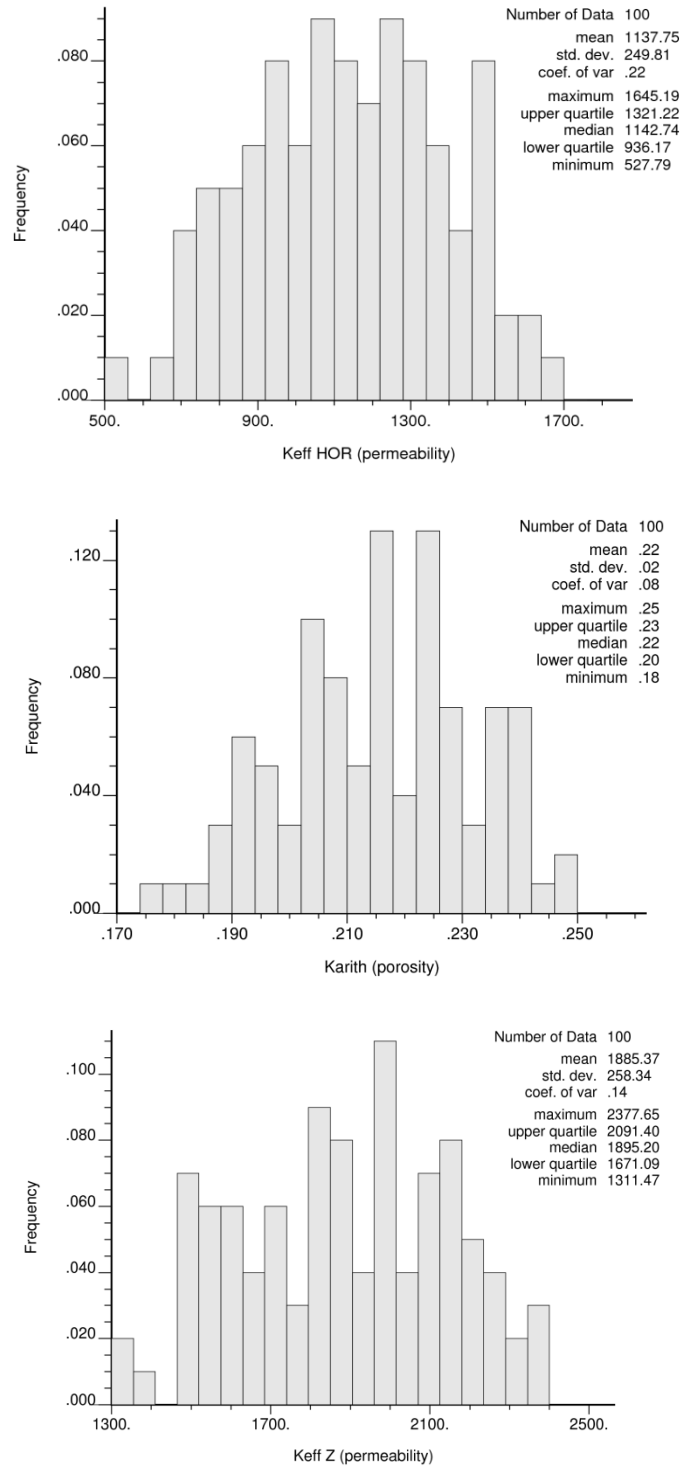 Number of Data 100
mean 1137.75
std. dev. 249.81
coef. of var .22
maximum 1645.19
upper quartile 1321.22
median 1142.74
lower quartile 936.17
minimum 527.79
Frequency
.080
.060
.040
.020
.000
500. 900. 1300. 1700.
Keff HOR (permeability)
Number of Data 100
mean .22
std. dev. .02
coef. of var .08
maximum .25
upper quartile .23
median .22
lower quartile .20
minimum .18
Frequency
.120
.080
.040
.000
.170 .190 .210 .230 .250
Karith (porosity)
Number of Data 100
mean 1885.37
std. dev. 258.34
coef. of var .14
maximum 2377.65
upper quartile 2091.40
median 1895.20
lower quartile 1671.09
minimum 1311.47
Frequency
.100
.080
.060
.040
.020
.000
1300. 1700. 2100. 2500.
Keff Z (permeability)